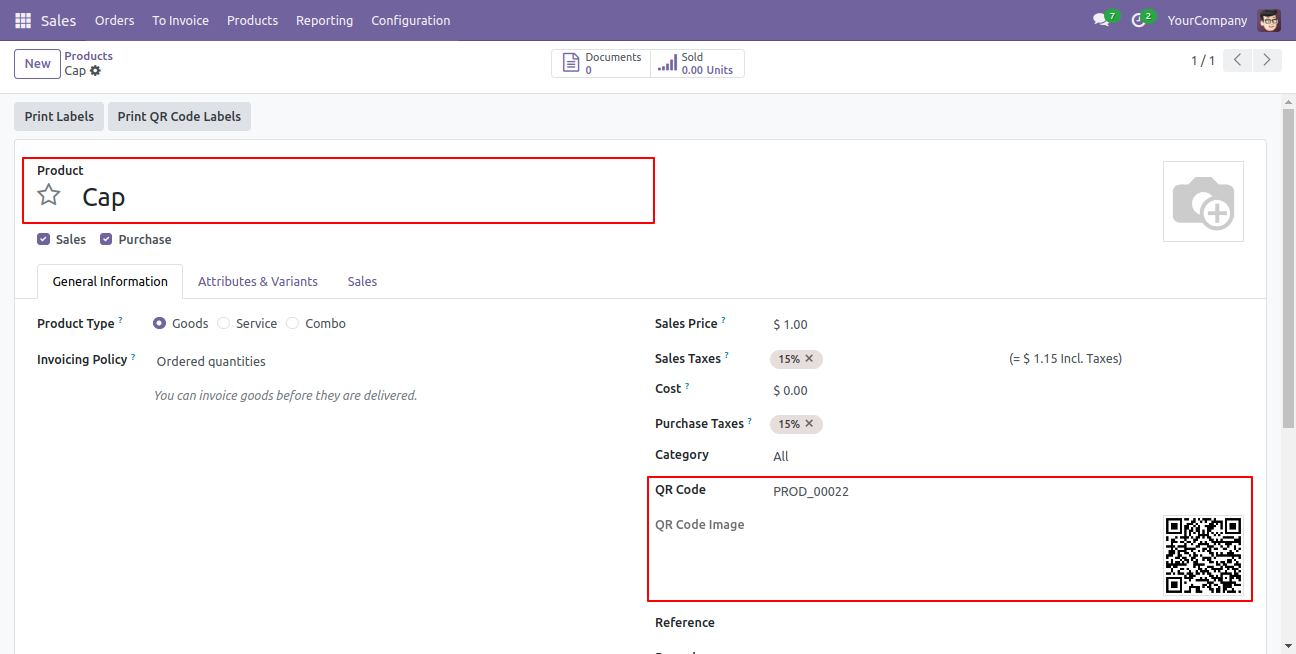 Sales Orders To Invoice Products Reporting Configuration 7 2 YourCompany
New Products Cap
Documents 0 Sold 0.00 Units
1 / 1
Print Labels Print QR Code Labels
Product
Cap
Sales Purchase
General Information Attributes & Variants Sales
Product Type ? Goods Service Combo
Invoicing Policy ? Ordered quantities
You can invoice goods before they are delivered.
Sales Price ? $ 1.00
Sales Taxes ? 15% (= $ 1.15 Incl. Taxes)
Cost ? $ 0.00
Purchase Taxes ? 15%
Category All
QR Code PROD_00022
QR Code Image
Reference